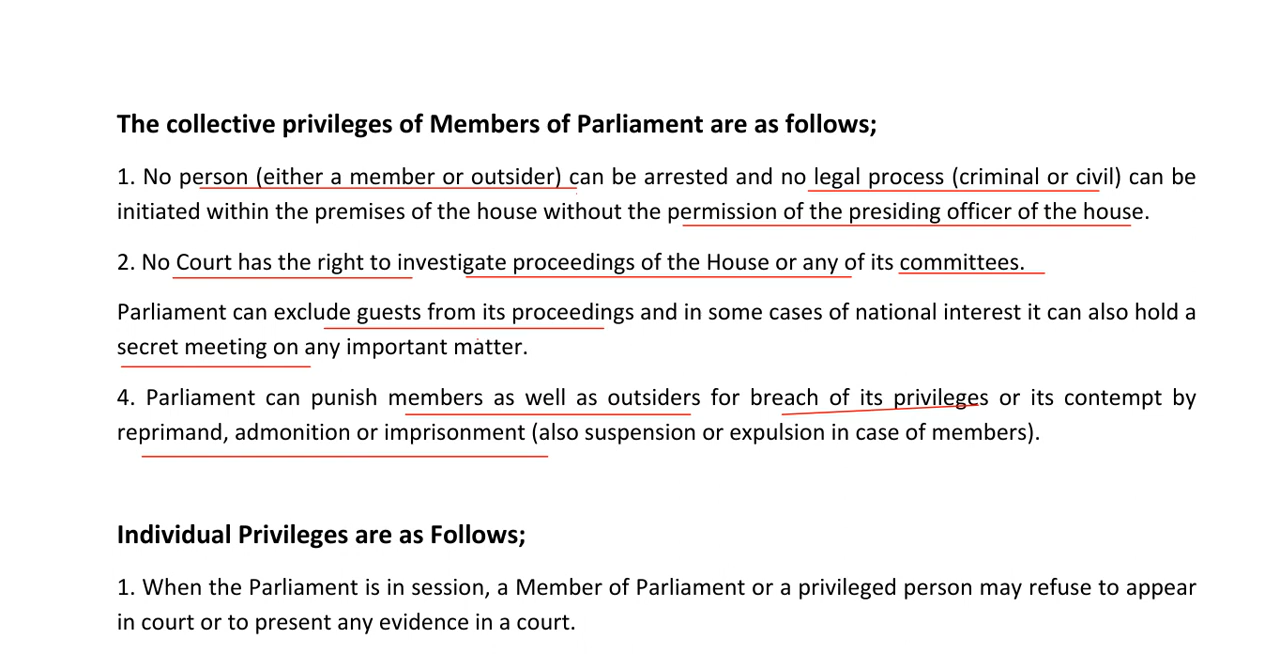 The collective privileges of Members of Parliament are as follows;
1. No person (either a member or outsider) can be arrested and no legal process (criminal or civil) can be
initiated within the premises of the house without the permission of the presiding officer of the house.
2. No Court has the right to investigate proceedings of the House or any of its committees.
Parliament can exclude guests from its proceedings and in some cases of national interest it can also hold a
secret meeting on any important matter.
4. Parliament can punish members as well as outsiders for breach of its privileges or its contempt by
reprimand, admonition or imprisonment (also suspension or expulsion in case of members).
Individual Privileges are as Follows;
1. When the Parliament is in session, a Member of Parliament or a privileged person may refuse to appear
in court or to present any evidence in a court.